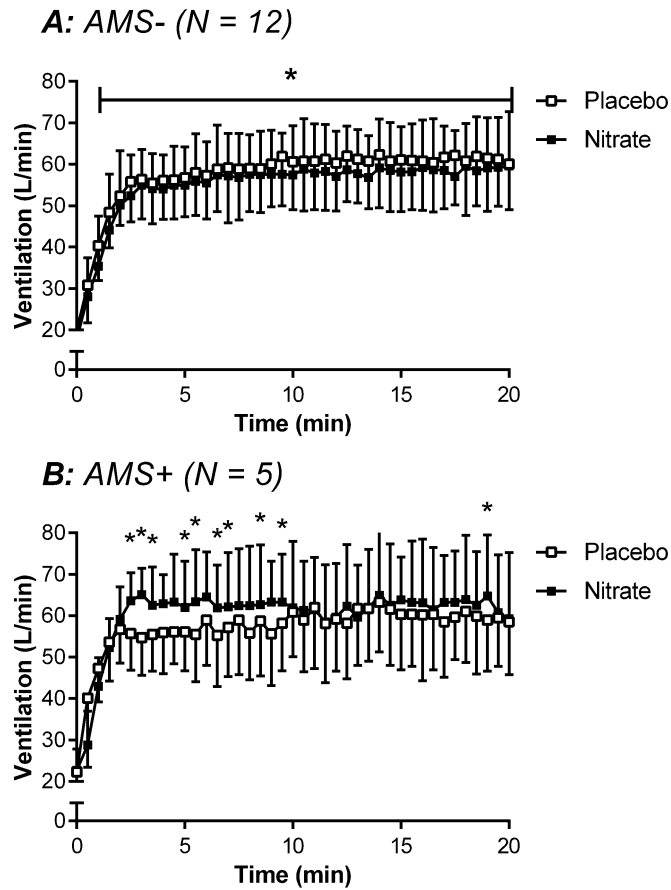 A: AMS- (N = 12)
*
80
70
60
50
40
30
20
0
Ventilation (L/min)
0 5 10 15 20
Time (min)
Placebo
Nitrate
B: AMS+ (N = 5)
* * * * * * * * * *
80
70
60
50
40
30
20
0
Ventilation (L/min)
0 5 10 15 20
Time (min)
Placebo
Nitrate